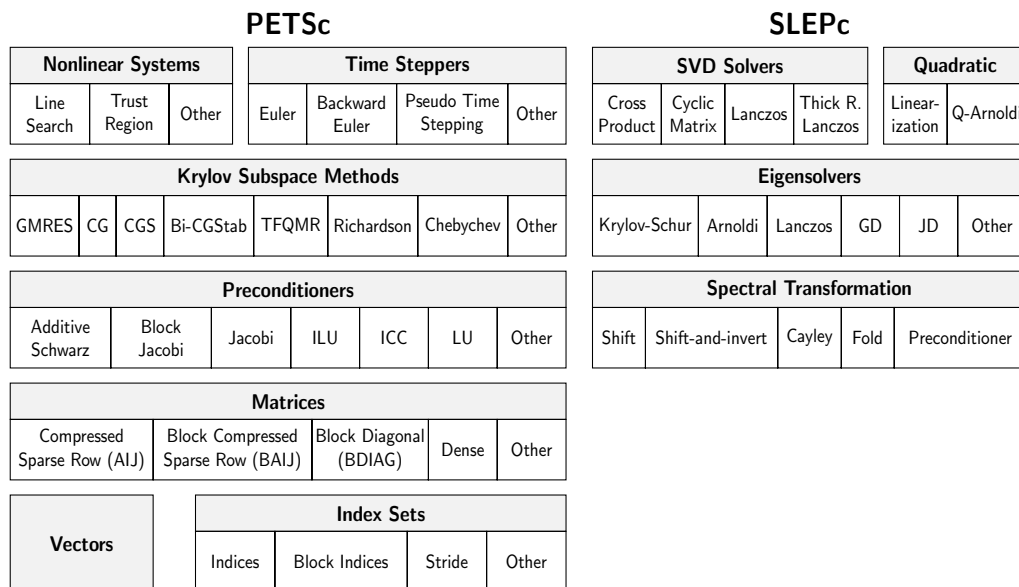 PETSc
Nonlinear Systems
Line
Search
Trust
Region
Other
Time Steppers
Euler
Backward
Euler
Pseudo Time
Stepping
Other
Krylov Subspace Methods
GMRES
CG
CGS
Bi-CGStab
TFQMR
Richardson
Chebychev
Other
Preconditioners
Additive
Schwarz
Block
Jacobi
Jacobi
ILU
ICC
LU
Other
Matrices
Compressed
Sparse Row (AIJ)
Block Compressed
Sparse Row (BAIJ)
Block Diagonal
(BDIAG)
Dense
Other
Vectors
Index Sets
Indices
Block Indices
Stride
Other
SLEPc
SVD Solvers
Cross
Product
Cyclic
Matrix
Lanczos
Thick R.
Lanczos
Quadratic
Linear-
ization
Q-Arnoldi
Eigensolvers
Krylov-Schur
Arnoldi
Lanczos
GD
JD
Other
Spectral Transformation
Shift
Shift-and-invert
Cayley
Fold
Preconditioner